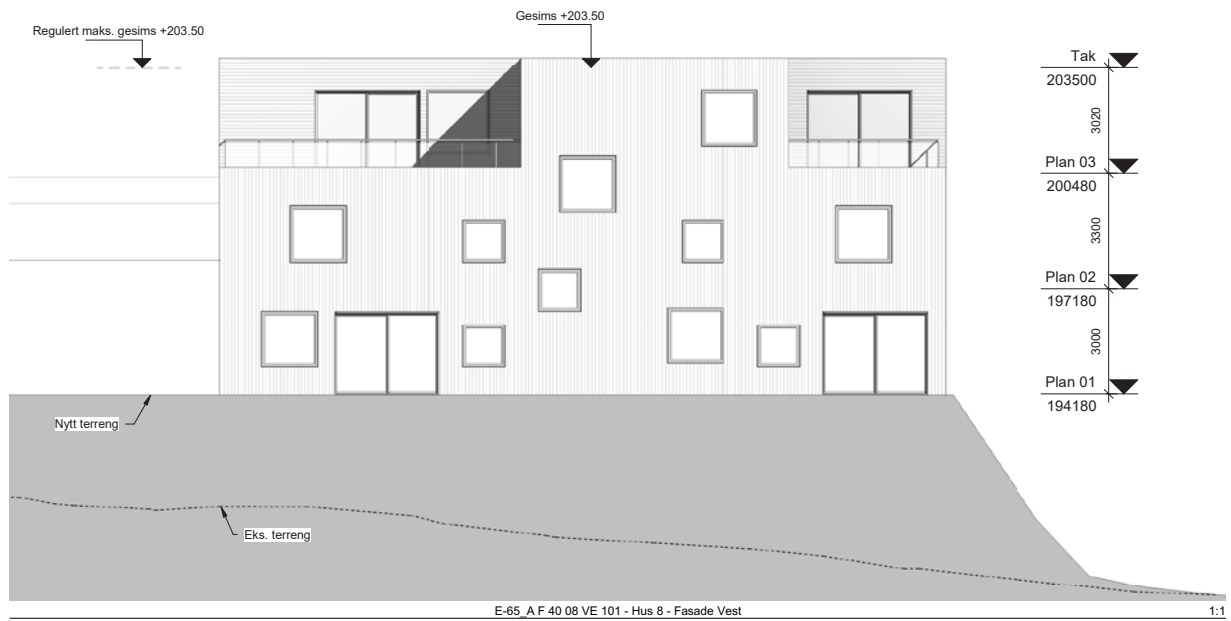 Gesims +203.50
Regulert maks. gesims +203.50
Tak
203500
3020
Plan 03
200480
3300
Plan 02
197180
3000
Plan 01
194180
Nytt terreng
Eks. terreng
E-65_A F 40 08 VE 101 - Hus 8 - Fasade Vest
1:1